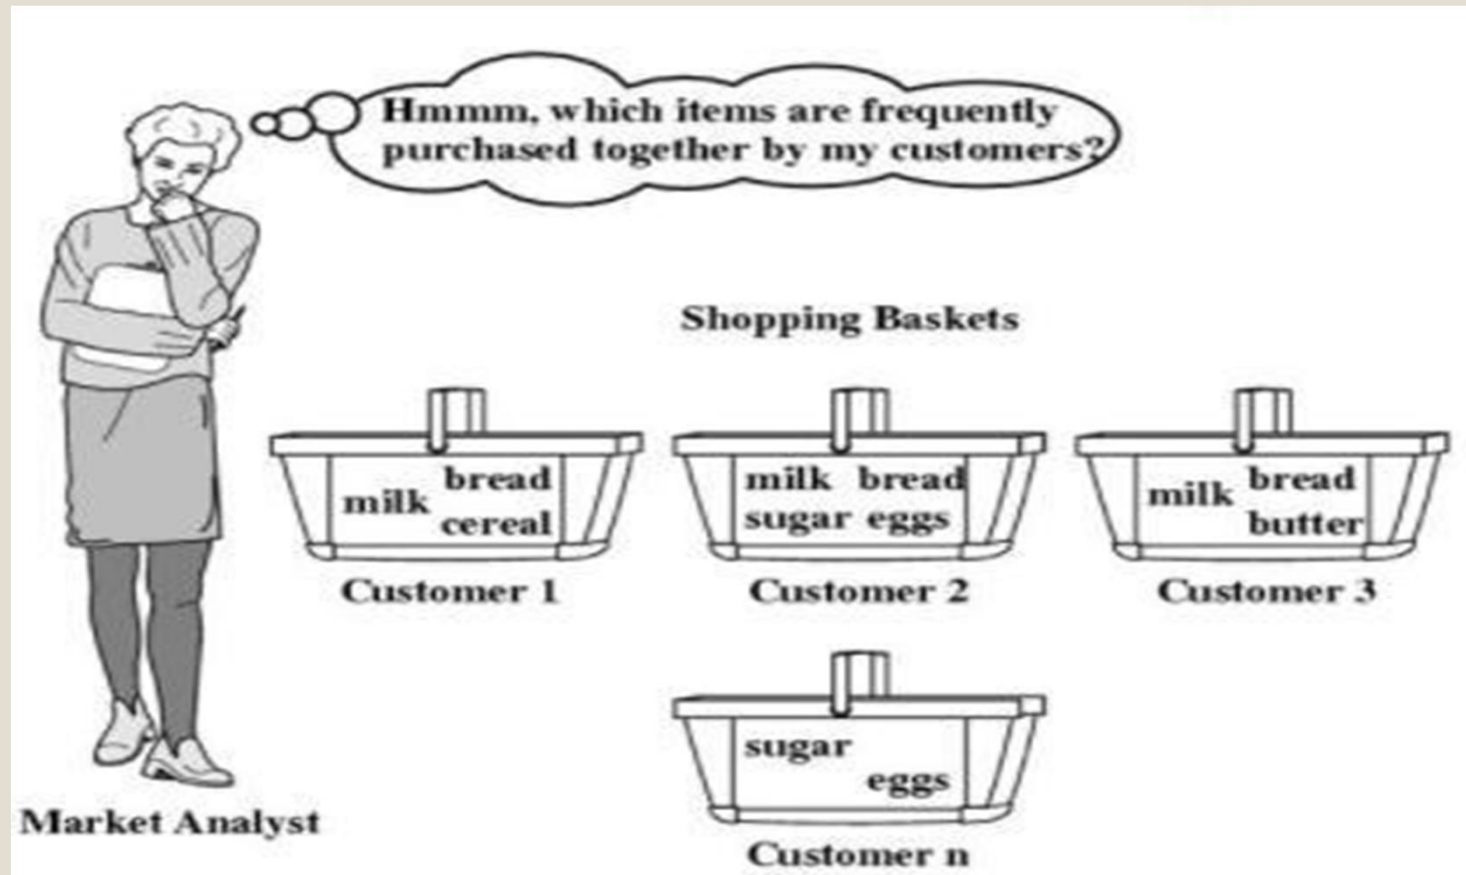 Hmmm, which items are frequently
purchased together by my customers?
Shopping Baskets
milk bread
cereal
Customer 1
milk bread
sugar eggs
Customer 2
milk bread
butter
Customer 3
sugar
eggs
Customer n
Market Analyst